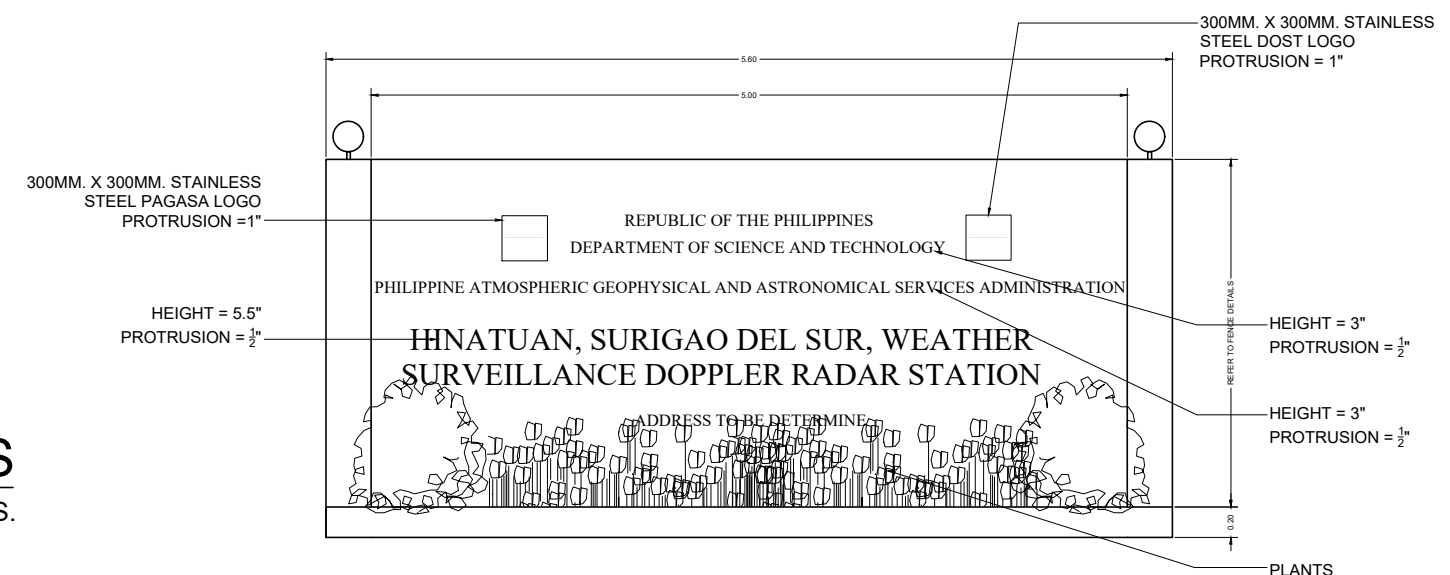 300MM. X 300MM. STAINLESS
STEEL DOST LOGO
PROTRUSION = 1"
5.60
5.00
300MM. X 300MM. STAINLESS
STEEL PAGASA LOGO
PROTRUSION =1"
REPUBLIC OF THE PHILIPPINES
DEPARTMENT OF SCIENCE AND TECHNOLOGY
PHILIPPINE ATMOSPHERIC GEOPHYSICAL AND ASTRONOMICAL SERVICES ADMINISTRATION
HEIGHT = 5.5"
PROTRUSION = ½"
HINATUAN, SURIGAO DEL SUR, WEATHER
SURVEILLANCE DOPPLER RADAR STATION
ADDRESS TO BE DETERMINE
REFER TO FENCE DETAILS
HEIGHT = 3"
PROTRUSION = ½"
HEIGHT = 3"
PROTRUSION = ½"
S
S.
0.20
PLANTS